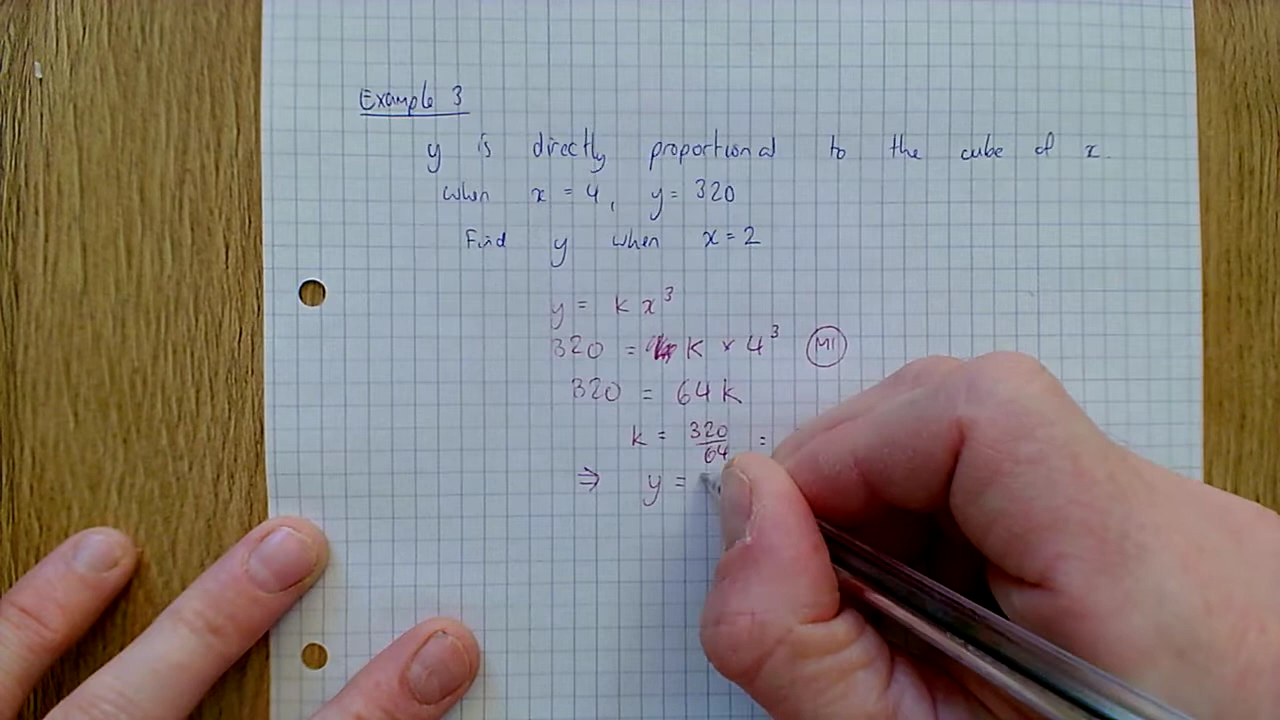 Example 3
y is directly proportional to the cube of x.
when x = 4, y = 320
Find y when x = 2
y = k x³
320 = k × 4³ M1
320 = 64k
k = 320/64 =
⇒ y =